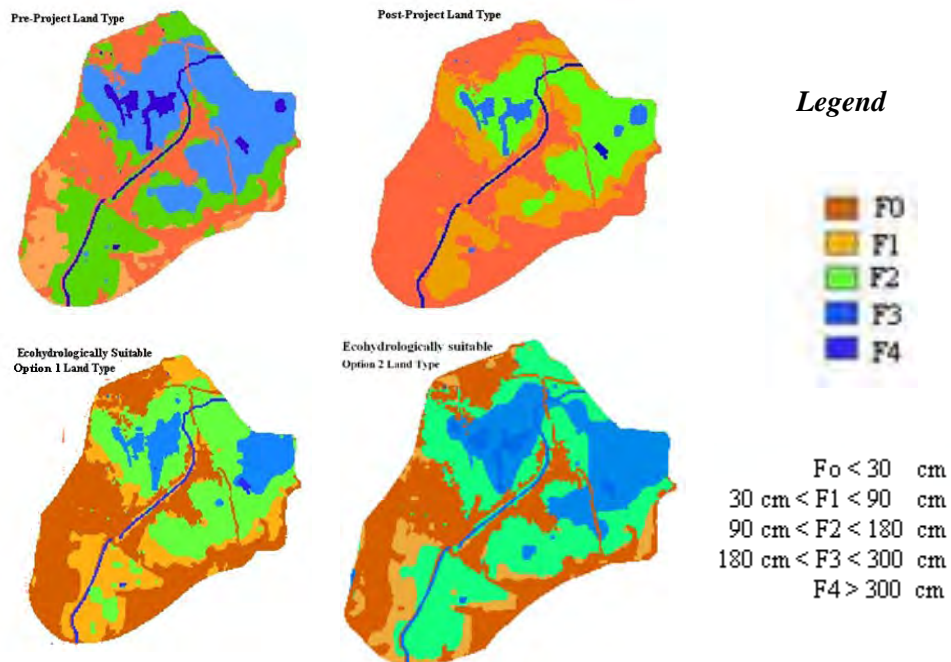 Pre-Project Land Type
Post-Project Land Type
Legend
F0
F1
F2
F3
F4
Ecohydrologically Suitable
Option 1 Land Type
Ecohydrologically suitable
Option 2 Land Type
Fo < 30 cm
30 cm < F1 < 90 cm
90 cm < F2 < 180 cm
180 cm < F3 < 300 cm
F4 > 300 cm